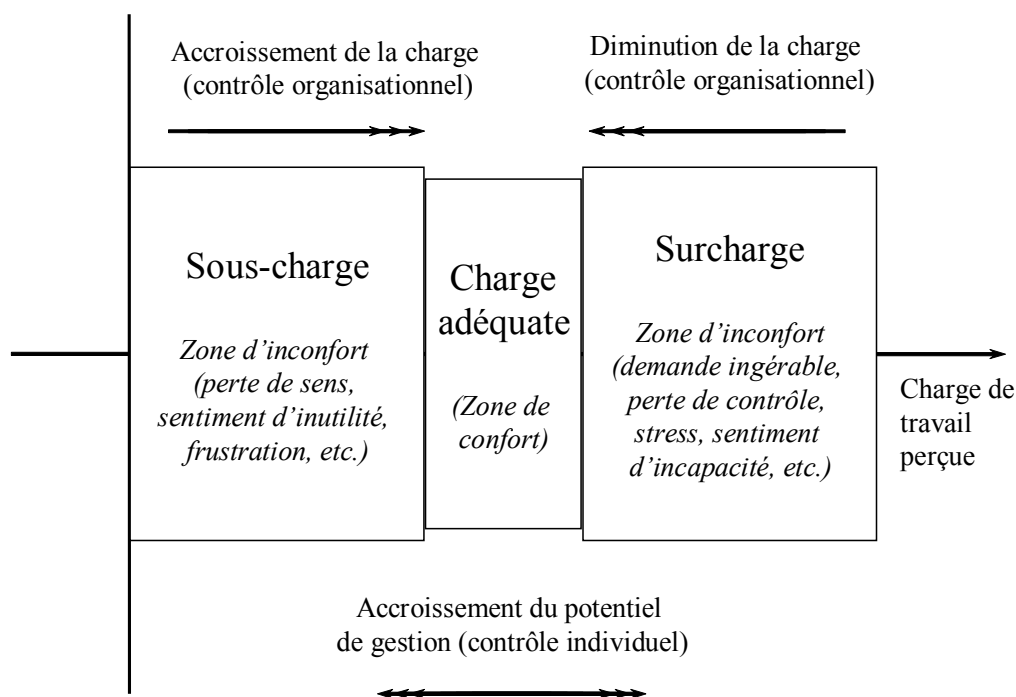 Accroissement de la charge
(contrôle organisationnel)
Diminution de la charge
(contrôle organisationnel)
Sous-charge
Zone d’inconfort
(perte de sens,
sentiment d’inutilité,
frustration, etc.)
Charge
adéquate
(Zone de
confort)
Surcharge
Zone d’inconfort
(demande ingérable,
perte de contrôle,
stress, sentiment
d’incapacité, etc.)
Charge de
travail
perçue
Accroissement du potentiel
de gestion (contrôle individuel)